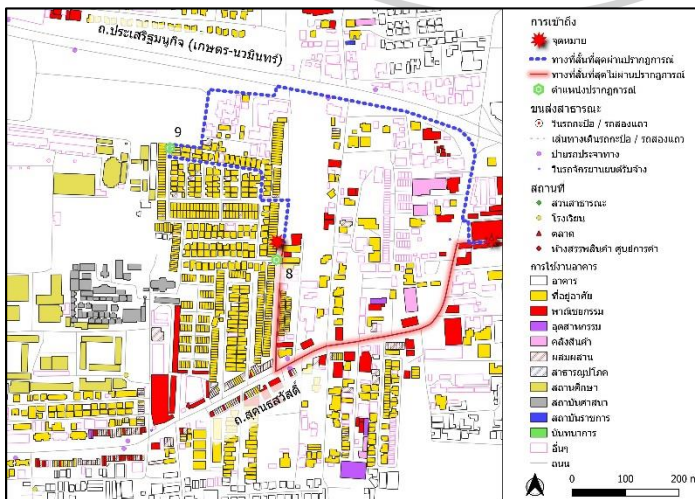 ถ.ประเสริฐมนูกิจ (เกษตร-นวมินทร์)
9
8
ถ.สุคนธสวัสดิ์
การเข้าถึง
จุดหมาย
ทางที่สั้นที่สุดผ่านปรากฏการณ์
ทางที่สั้นที่สุดไม่ผ่านปรากฏการณ์
ตำแหน่งปรากฏการณ์
ขนส่งสาธารณะ
วินรถกะป๊อ / รถสองแถว
เส้นทางเดินรถกะป๊อ / รถสองแถว
ป้ายรถประจำทาง
วินรถจักรยานยนต์รับจ้าง
สถานที่
สวนสาธารณะ
โรงเรียน
ตลาด
ห้างสรรพสินค้า ศูนย์การค้า
การใช้งานอาคาร
อาคาร
ที่อยู่อาศัย
พาณิชยกรรม
อุตสาหกรรม
คลังสินค้า
ผสมผสาน
สาธารณูปโภค
สถานศึกษา
สถาบันศาสนา
สถาบันราชการ
นันทนาการ
อื่นๆ
ถนน
0 100 200 m